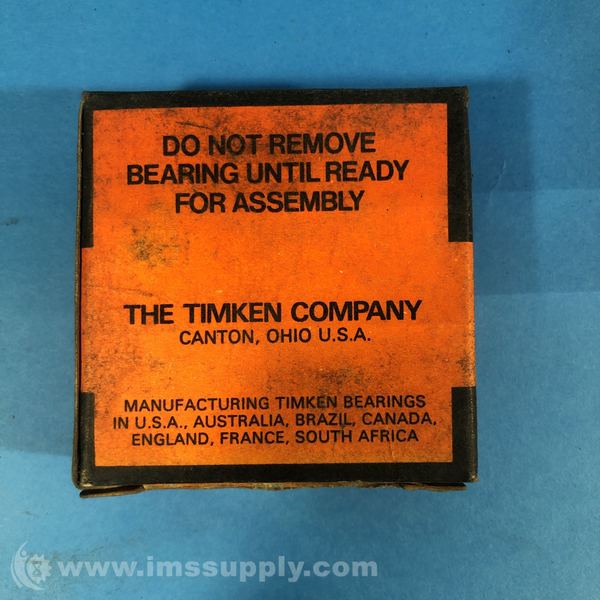 DO NOT REMOVE
BEARING UNTIL READY
FOR ASSEMBLY
THE TIMKEN COMPANY
CANTON, OHIO U.S.A.
MANUFACTURING TIMKEN BEARINGS
IN U.S.A., AUSTRALIA, BRAZIL, CANADA,
ENGLAND, FRANCE, SOUTH AFRICA
www.imssupply.com